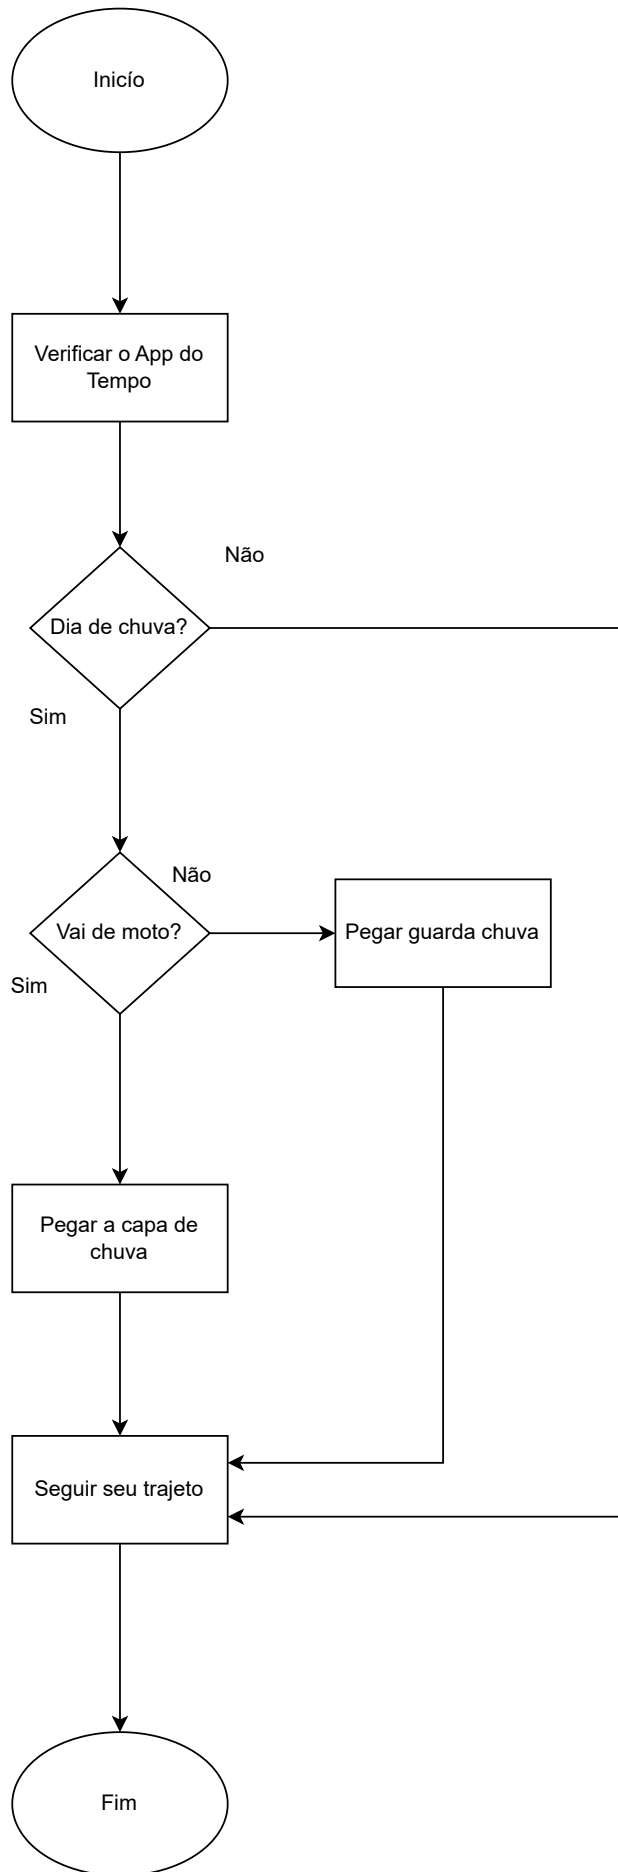 Inicío
Verificar o App do
Tempo
Não
Dia de chuva?
Sim
Não
Vai de moto?
Pegar guarda chuva
Sim
Pegar a capa de
chuva
Seguir seu trajeto
Fim